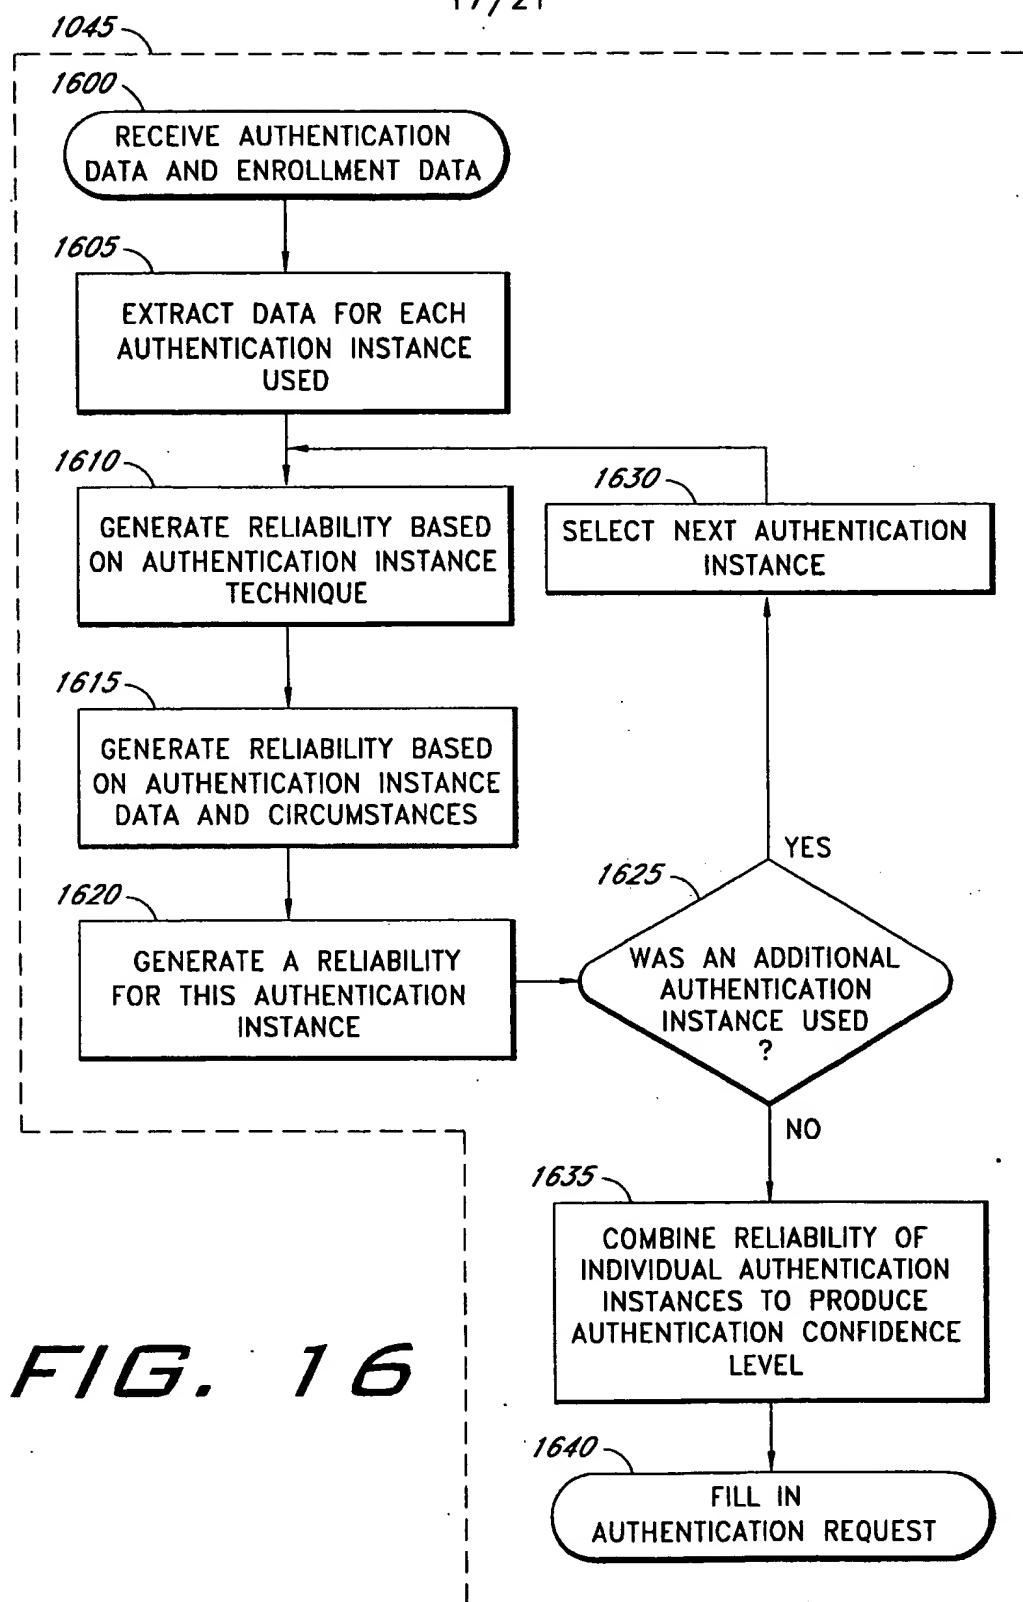 17/21
1045
1600
RECEIVE AUTHENTICATION
DATA AND ENROLLMENT DATA
1605
EXTRACT DATA FOR EACH
AUTHENTICATION INSTANCE
USED
1610
GENERATE RELIABILITY BASED
ON AUTHENTICATION INSTANCE
TECHNIQUE
1630
SELECT NEXT AUTHENTICATION
INSTANCE
1615
GENERATE RELIABILITY BASED
ON AUTHENTICATION INSTANCE
DATA AND CIRCUMSTANCES
1620
GENERATE A RELIABILITY
FOR THIS AUTHENTICATION
INSTANCE
YES
1625
WAS AN ADDITIONAL
AUTHENTICATION
INSTANCE USED
?
NO
1635
COMBINE RELIABILITY OF
INDIVIDUAL AUTHENTICATION
INSTANCES TO PRODUCE
AUTHENTICATION CONFIDENCE
LEVEL
1640
FILL IN
AUTHENTICATION REQUEST
FIG. 16